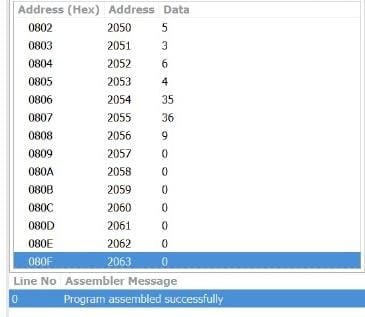 Address (Hex) Address Data
0802 2050 5
0803 2051 3
0804 2052 6
0805 2053 4
0806 2054 35
0807 2055 36
0808 2056 9
0809 2057 0
080A 2058 0
080B 2059 0
080C 2060 0
080D 2061 0
080E 2062 0
080F 2063 0
Line No Assembler Message
0 Program assembled successfully